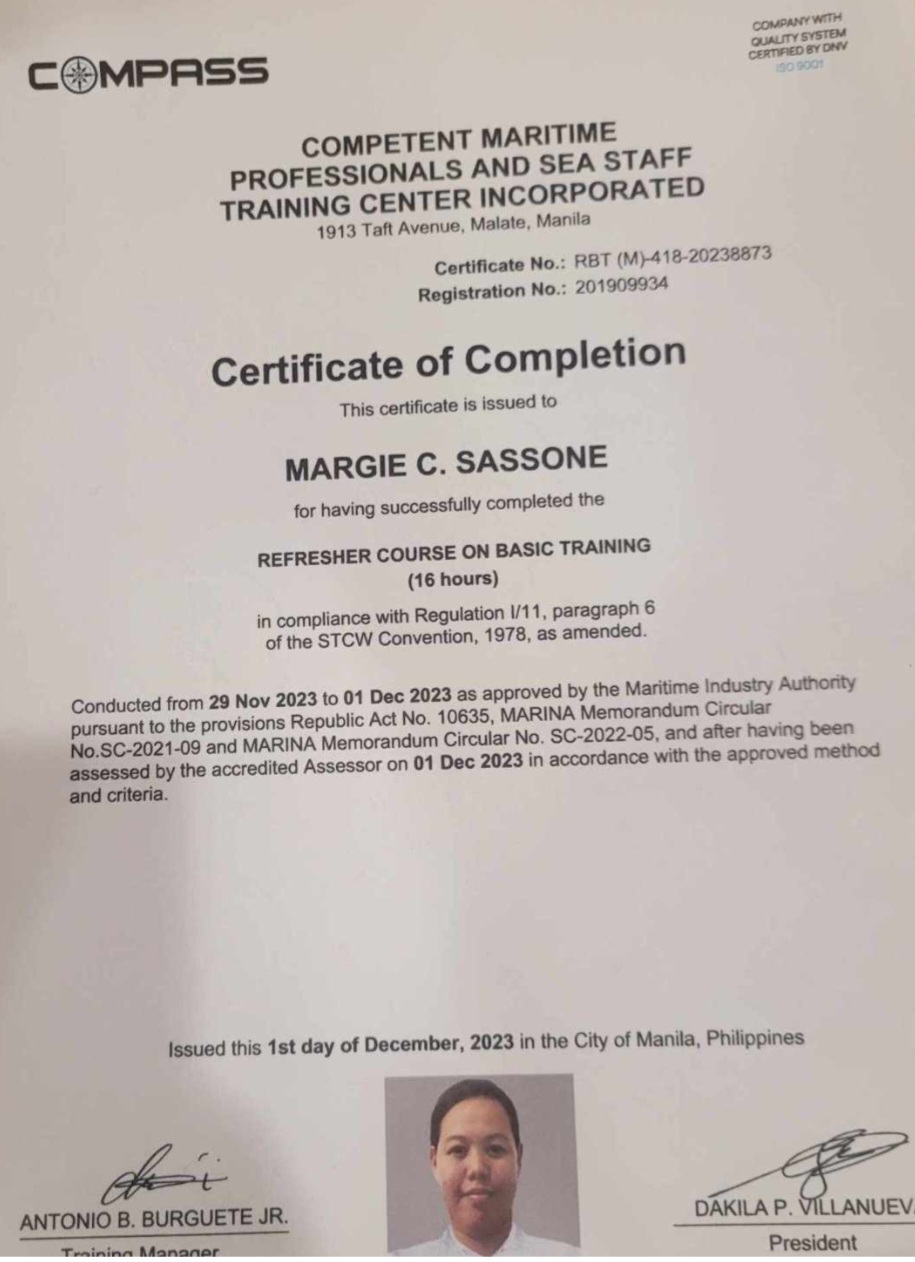 COMPASS
COMPANY WITH
QUALITY SYSTEM
CERTIFIED BY DNV
ISO 9001
COMPETENT MARITIME
PROFESSIONALS AND SEA STAFF
TRAINING CENTER INCORPORATED
1913 Taft Avenue, Malate, Manila
Certificate No.: RBT (M)-418-20238873
Registration No.: 201909934
Certificate of Completion
This certificate is issued to
MARGIE C. SASSONE
for having successfully completed the
REFRESHER COURSE ON BASIC TRAINING
(16 hours)
in compliance with Regulation I/11, paragraph 6
of the STCW Convention, 1978, as amended.
Conducted from 29 Nov 2023 to 01 Dec 2023 as approved by the Maritime Industry Authority
pursuant to the provisions Republic Act No. 10635, MARINA Memorandum Circular
No.SC-2021-09 and MARINA Memorandum Circular No. SC-2022-05, and after having been
assessed by the accredited Assessor on 01 Dec 2023 in accordance with the approved method
and criteria.
Issued this 1st day of December, 2023 in the City of Manila, Philippines
ANTONIO B. BURGUETE JR.
Training Manager
DAKILA P. VILLANUEV
President